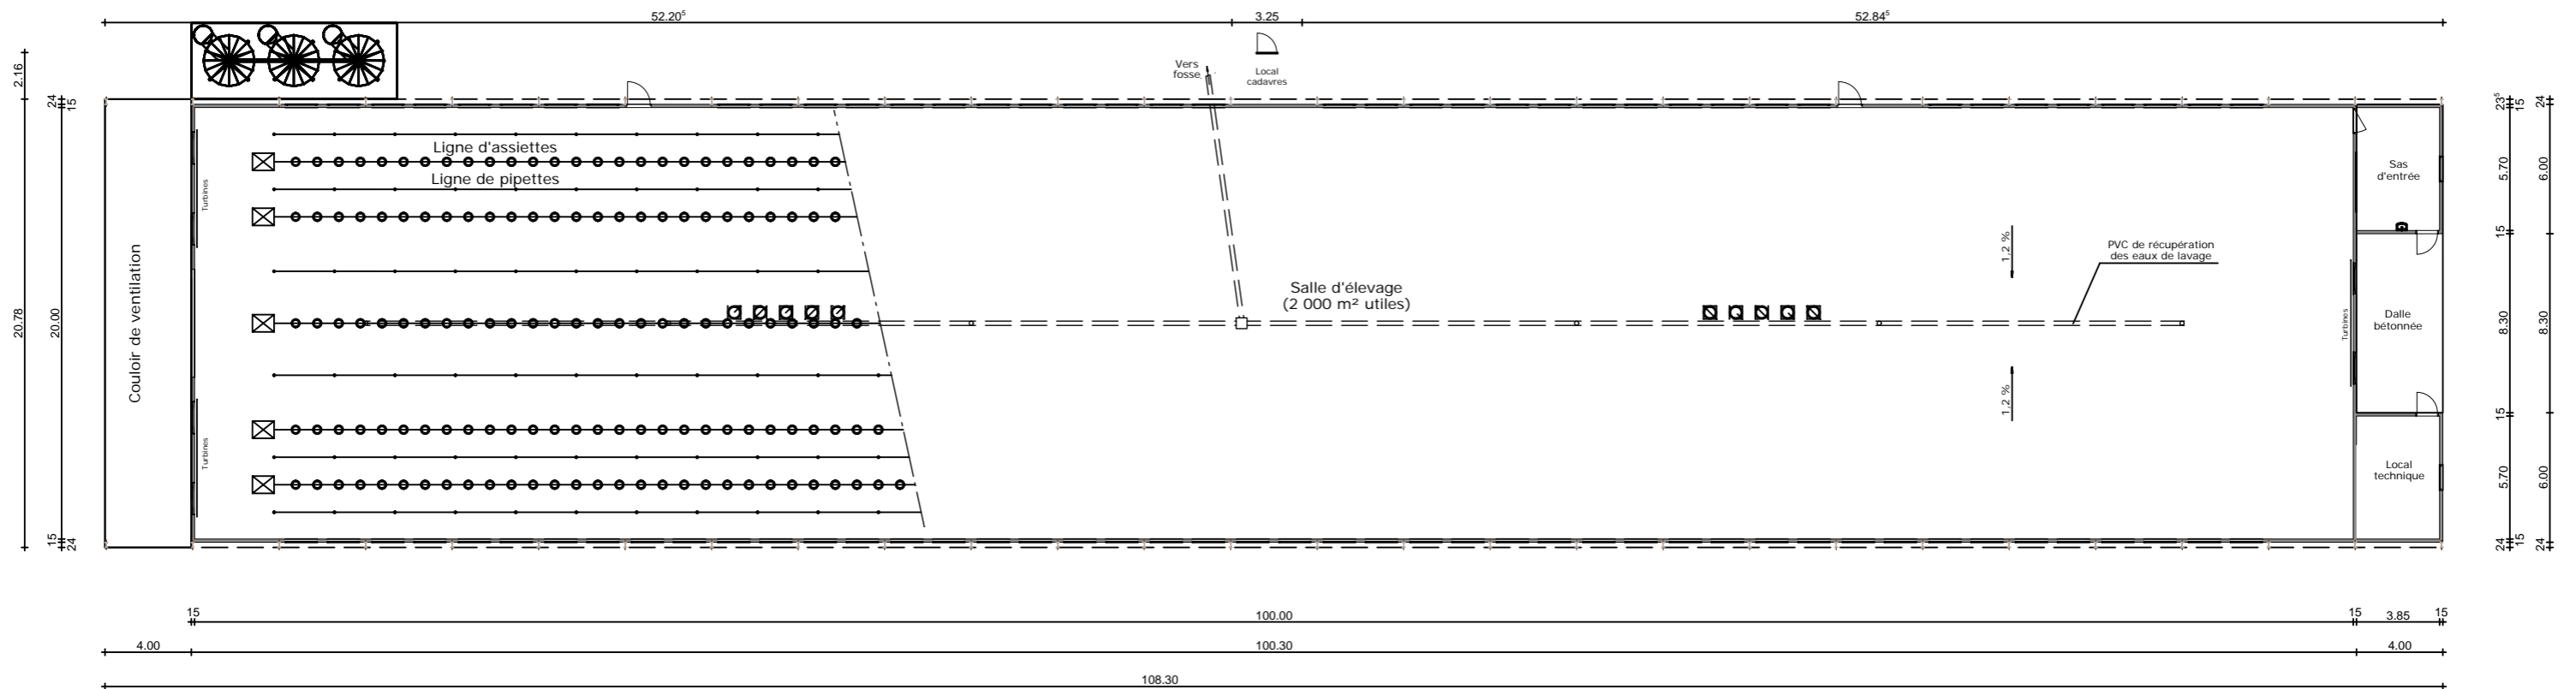 52.20⁵
3.25
52.84⁵
2.16
24
15
20.78
20.00
15
24
Vers
fosse
Local
cadavres
Ligne d'assiettes
Ligne de pipettes
Turbines
Couloir de ventilation
Turbines
Salle d'élevage
(2 000 m² utiles)
1,2 %
1,2 %
PVC de récupération
des eaux de lavage
Turbines
Sas
d'entrée
Dalle
bétonnée
Local
technique
23⁵
15
24
5.70
6.00
15
8.30
8.30
15
5.70
6.00
24
15
24
15
100.00
15
3.85
15
4.00
100.30
4.00
108.30